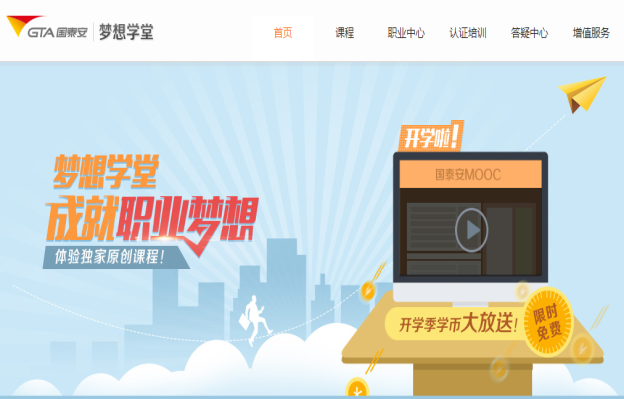 GTA 国泰安 梦想学堂
首页 课程 职业中心 认证培训 答疑中心 增值服务
梦想学堂
成就职业梦想
体验独家原创课程!
开学啦!
国泰安MOOC
开学季学币大放送!
限时
免费